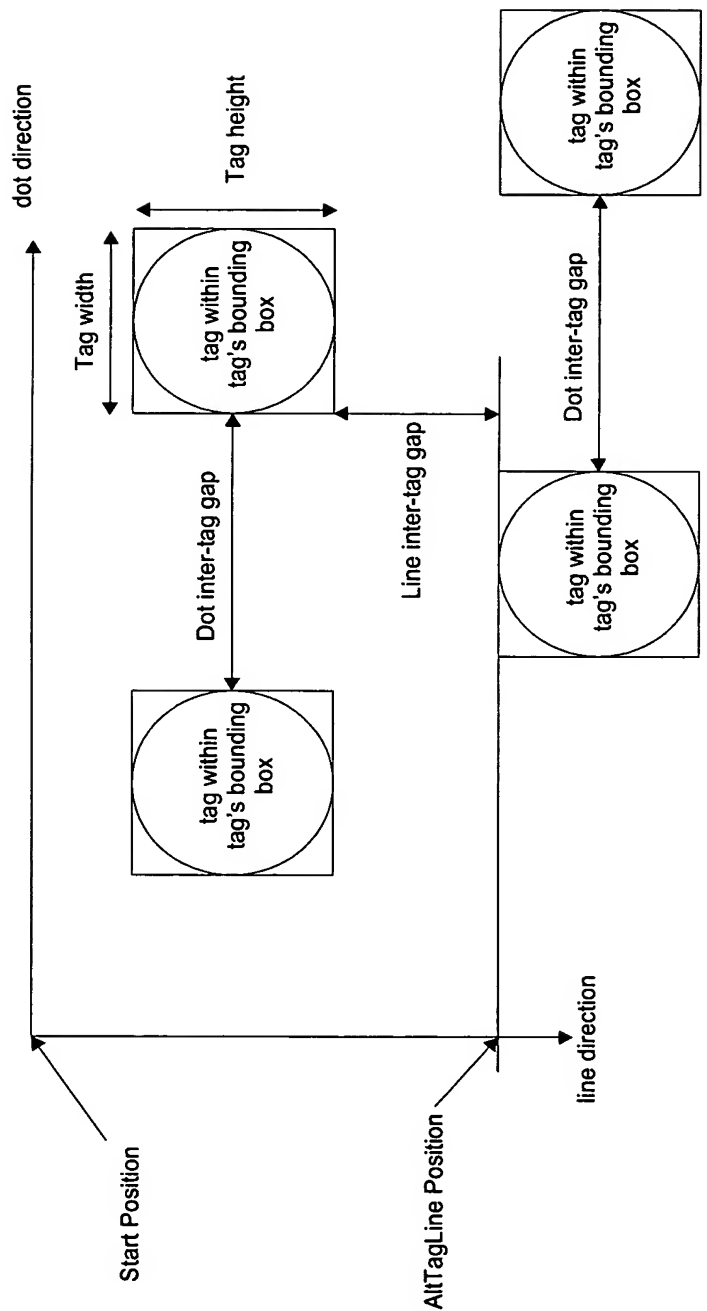 dot direction
Start Position
Tag width
Tag height
tag within
tag's bounding
box
Dot inter-tag gap
tag within
tag's bounding
box
Line inter-tag gap
AltTagLine Position
line direction
tag within
tag's bounding
box
Dot inter-tag gap
tag within
tag's bounding
box